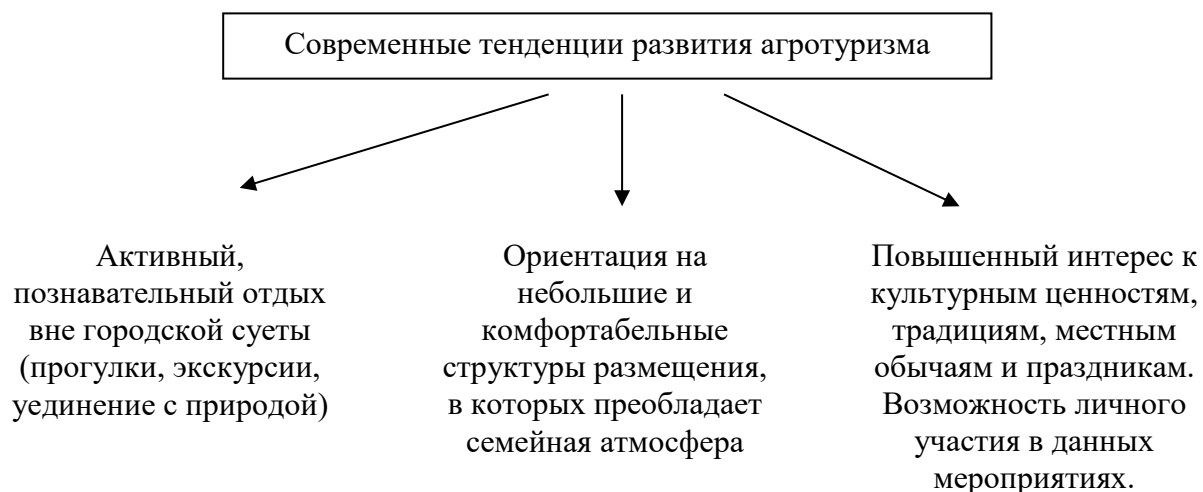 Современные тенденции развития агротуризма
Активный,
познавательный отдых
вне городской суеты
(прогулки, экскурсии,
уединение с природой)
Ориентация на
небольшие и
комфортабельные
структуры размещения,
в которых преобладает
семейная атмосфера
Повышенный интерес к
культурным ценностям,
традициям, местным
обычаям и праздникам.
Возможность личного
участия в данных
мероприятиях.